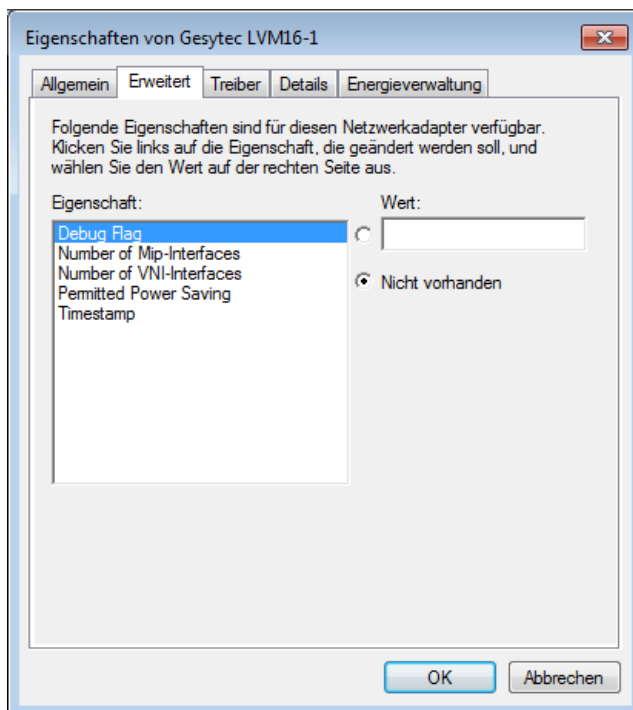 Eigenschaften von Gesytec LVM16-1
Allgemein Erweitert Treiber Details Energieverwaltung
Folgende Eigenschaften sind für diesen Netzwerkadapter verfügbar.
Klicken Sie links auf die Eigenschaft, die geändert werden soll, und
wählen Sie den Wert auf der rechten Seite aus.
Eigenschaft:
Debug Flag
Number of Mip-Interfaces
Number of VNI-Interfaces
Permitted Power Saving
Timestamp
Wert:
Nicht vorhanden
OK Abbrechen